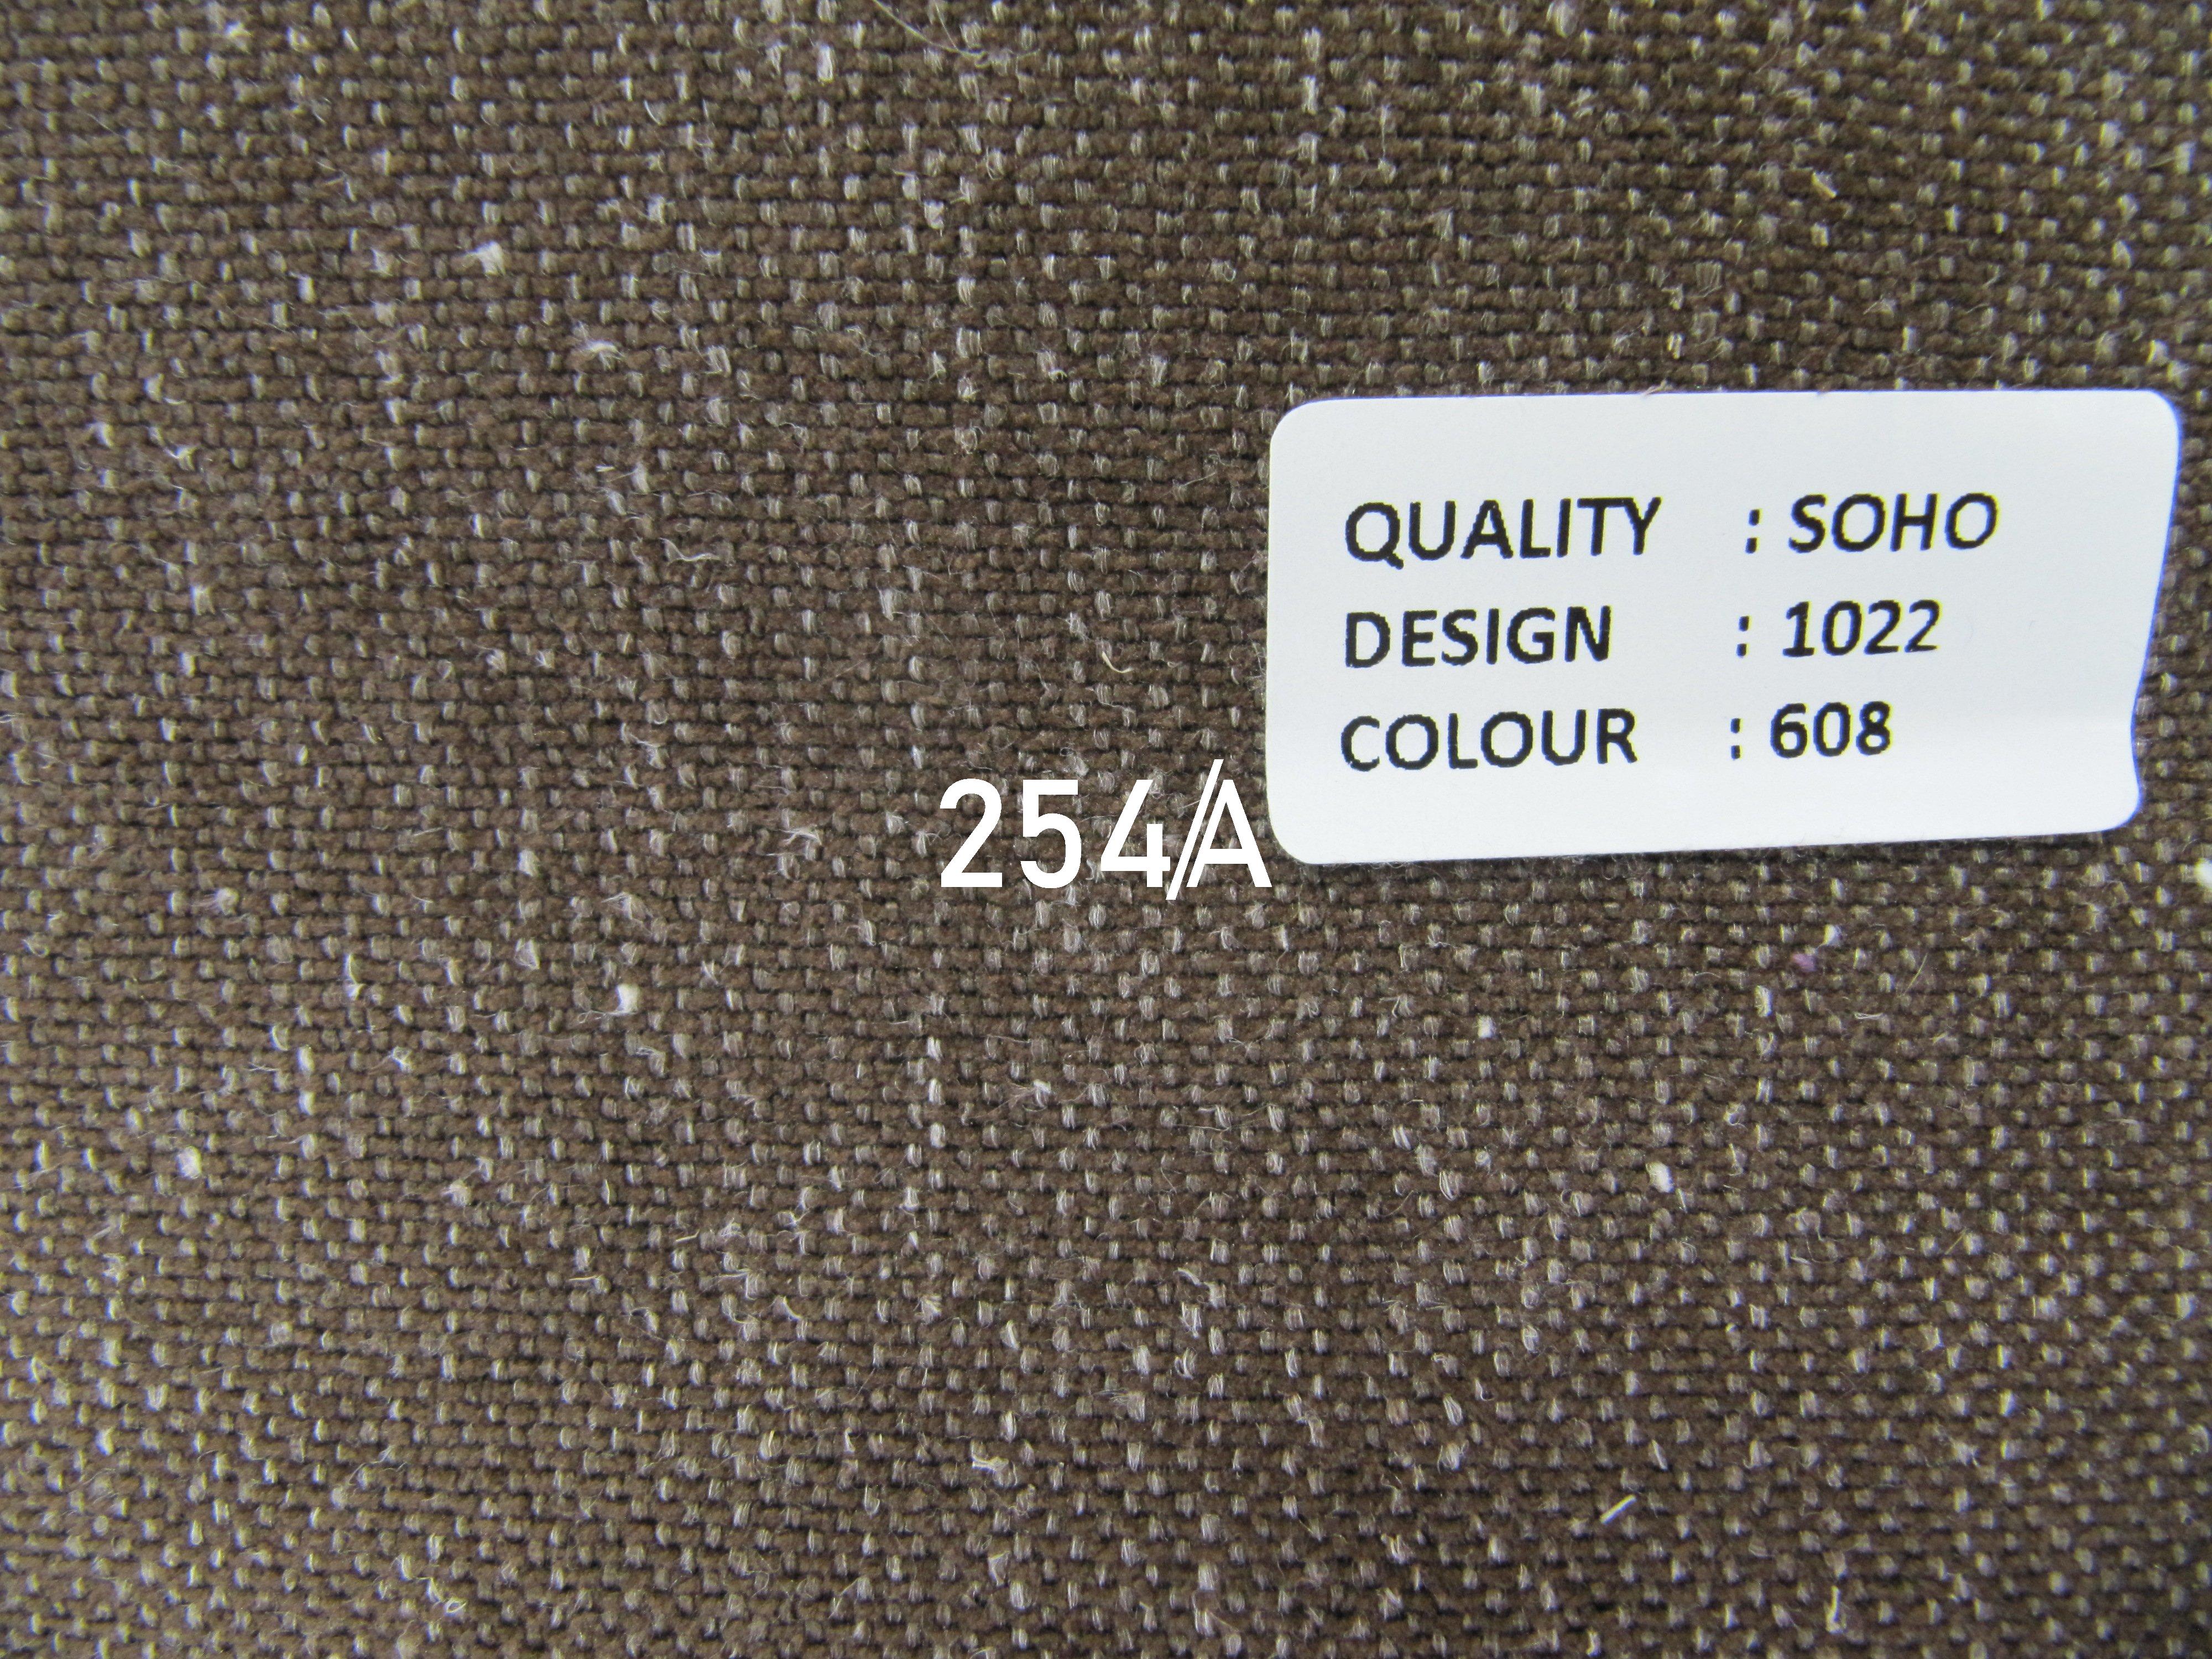 QUALITY : SOHO
DESIGN : 1022
COLOUR : 608
254/A